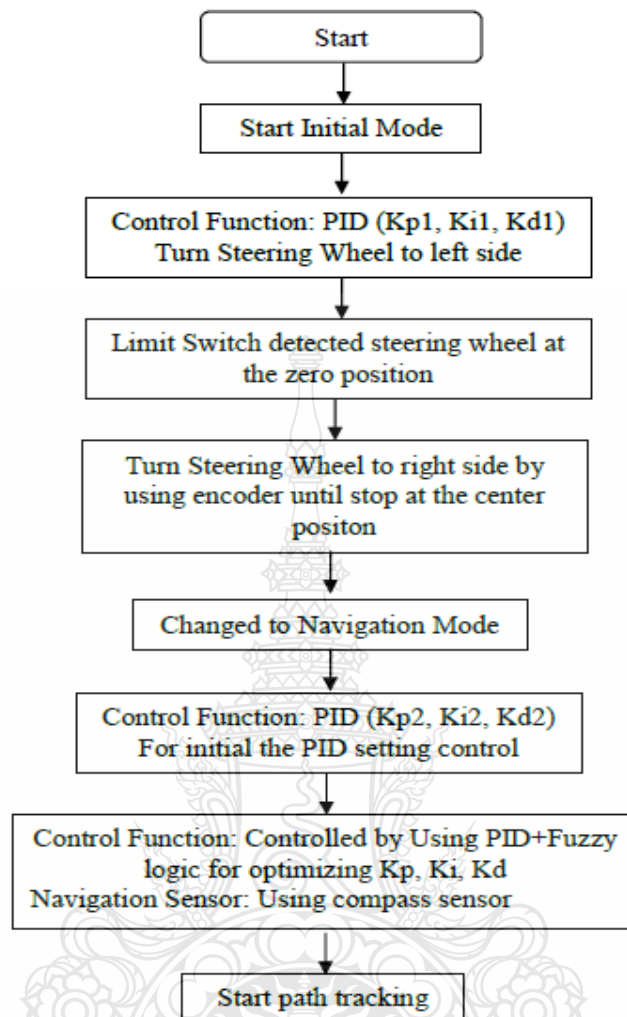 Start
Start Initial Mode
Control Function: PID (Kp1, Ki1, Kd1)
Turn Steering Wheel to left side
Limit Switch detected steering wheel at
the zero position
Turn Steering Wheel to right side by
using encoder until stop at the center
positon
Changed to Navigation Mode
Control Function: PID (Kp2, Ki2, Kd2)
For initial the PID setting control
Control Function: Controlled by Using PID+Fuzzy
logic for optimizing Kp, Ki, Kd
Navigation Sensor: Using compass sensor
Start path tracking